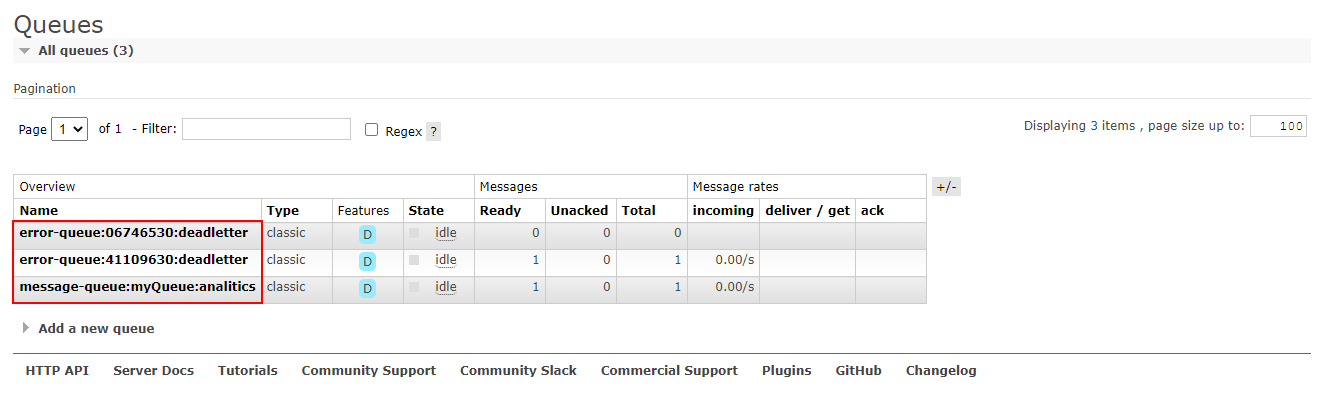 Queues
All queues (3)
Pagination
Page 1 of 1 - Filter: Regex ? Displaying 3 items , page size up to: 100
Overview Messages Message rates +/-
Name Type Features State Ready Unacked Total incoming deliver / get ack
error-queue:06746530:deadletter classic D idle 0 0 0
error-queue:41109630:deadletter classic D idle 1 0 1 0.00/s
message-queue:myQueue:analitics classic D idle 1 0 1 0.00/s
Add a new queue
HTTP API Server Docs Tutorials Community Support Community Slack Commercial Support Plugins GitHub Changelog